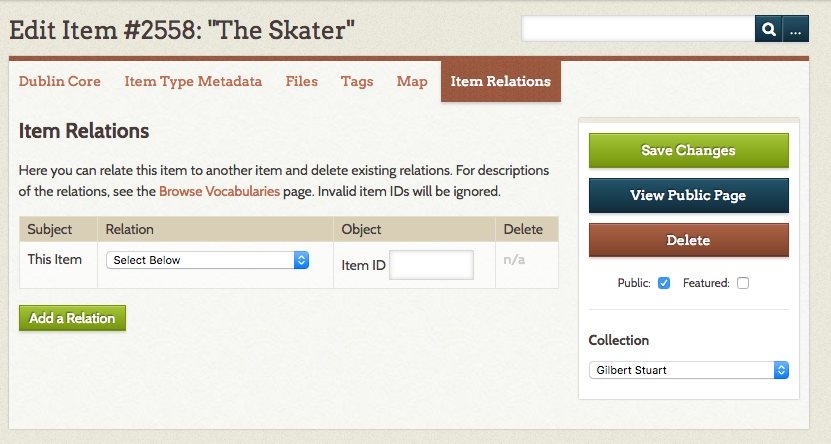 Edit Item #2558: "The Skater"
...
Dublin Core Item Type Metadata Files Tags Map Item Relations
Item Relations
Here you can relate this item to another item and delete existing relations. For descriptions
of the relations, see the Browse Vocabularies page. Invalid item IDs will be ignored.
Subject Relation Object Delete
This Item Select Below Item ID n/a
Add a Relation
Save Changes
View Public Page
Delete
Public: Featured:
Collection
Gilbert Stuart